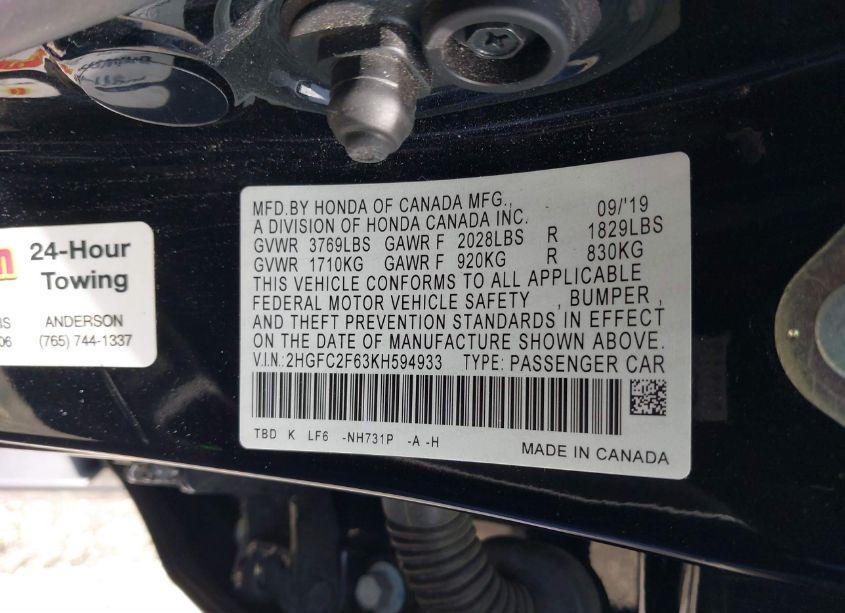 MFD.BY HONDA OF CANADA MFG., 09/'19
A DIVISION OF HONDA CANADA INC.
GVWR 3769LBS GAWR F 2028LBS R 1829LBS
GVWR 1710KG GAWR F 920KG R 830KG
THIS VEHICLE CONFORMS TO ALL APPLICABLE
FEDERAL MOTOR VEHICLE SAFETY , BUMPER ,
AND THEFT PREVENTION STANDARDS IN EFFECT
ON THE DATE OF MANUFACTURE SHOWN ABOVE.
V.I.N.:2HGFC2F63KH594933 TYPE: PASSENGER CAR
TBD K LF6 -NH731P -A -H
MADE IN CANADA
24-Hour
Towing
ANDERSON
(765) 744-1337